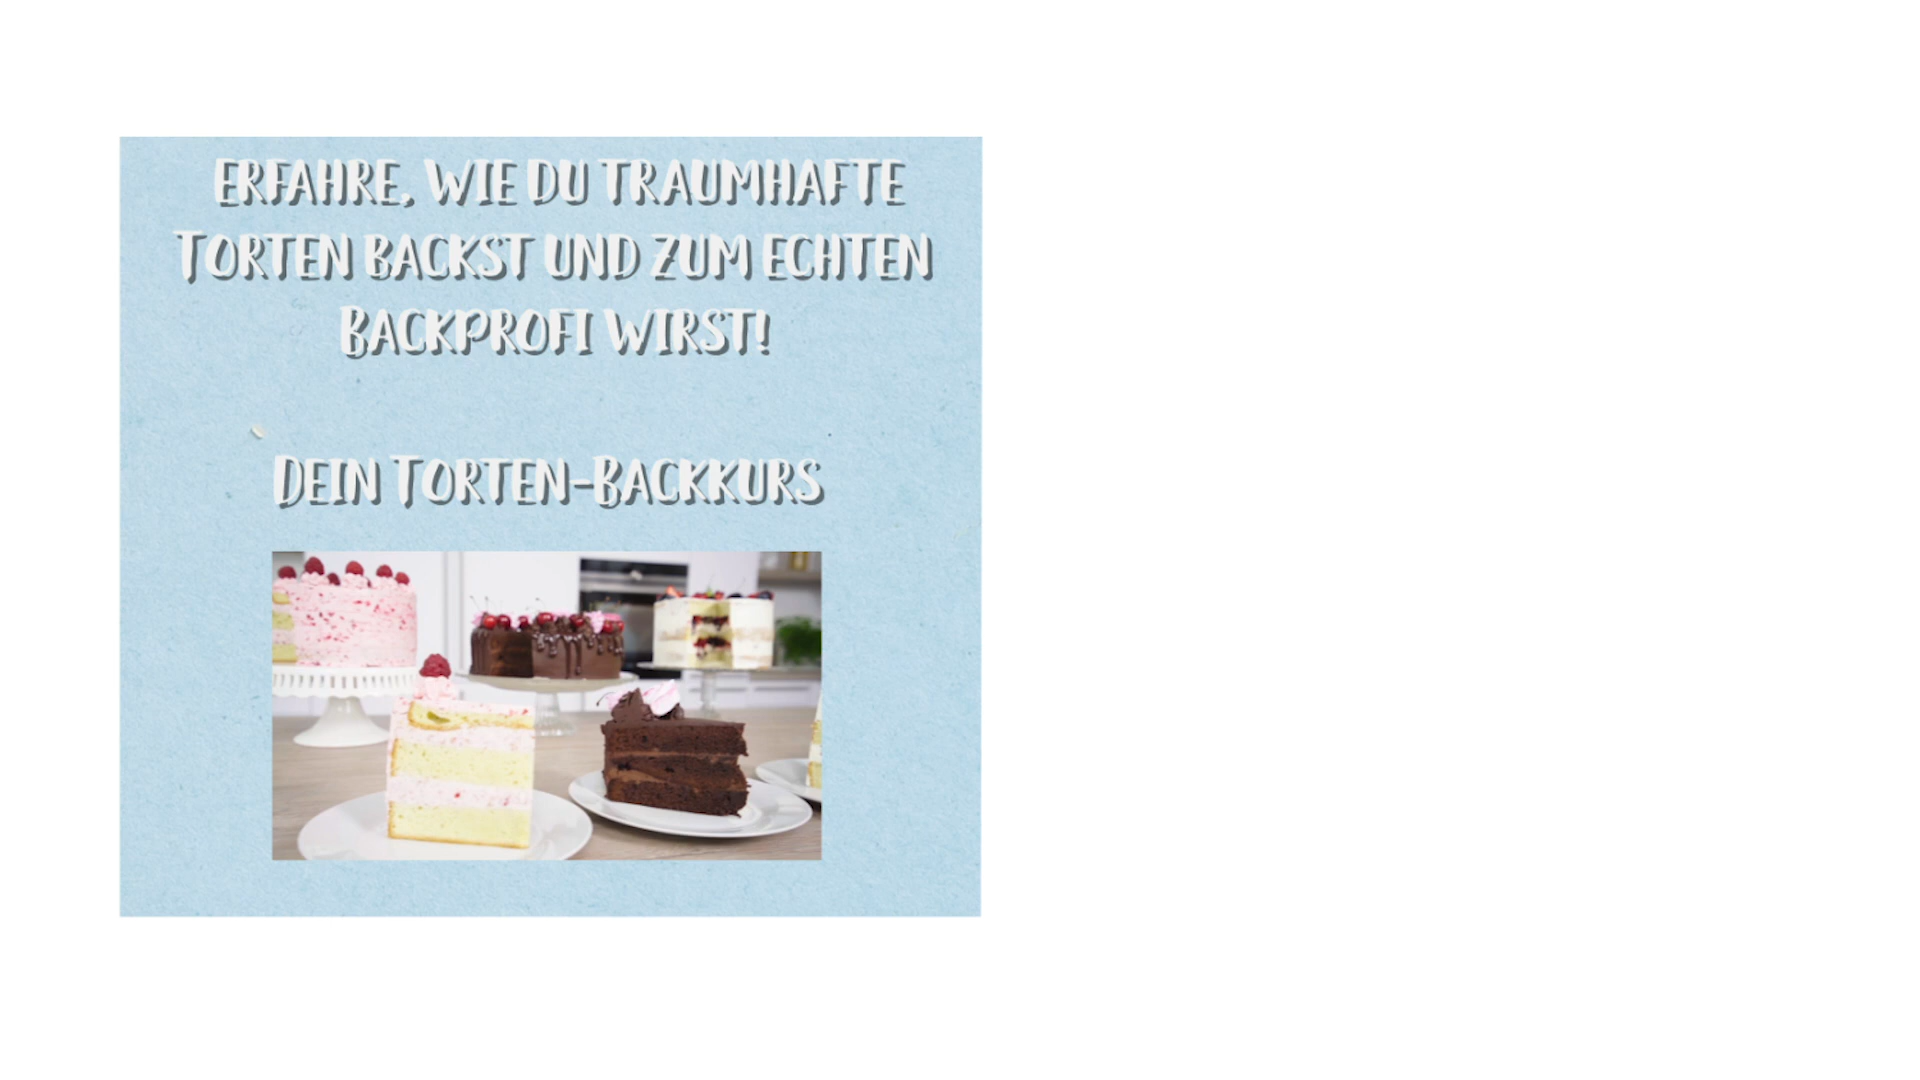 ERFAHRE, WIE DU TRAUMHAFTE
TORTEN BACKST UND ZUM ECHTEN
BACKPROFI WIRST!
DEIN TORTEN-BACKKURS